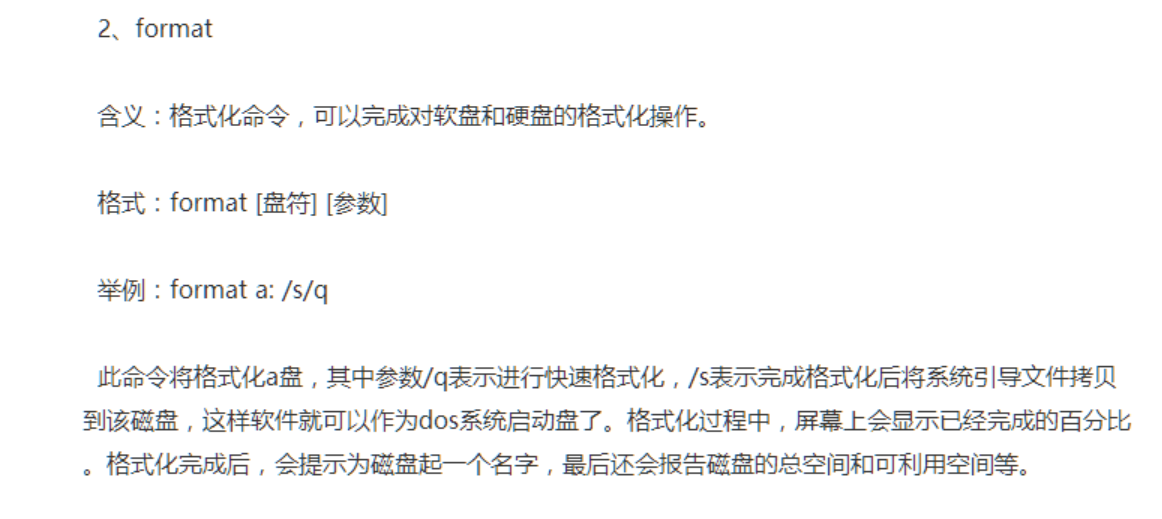 2、format
含义：格式化命令，可以完成对软盘和硬盘的格式化操作。
格式：format [盘符] [参数]
举例：format a: /s/q
此命令将格式化a盘，其中参数/q表示进行快速格式化，/s表示完成格式化后将系统引导文件拷贝
到该磁盘，这样软件就可以作为dos系统启动盘了。格式化过程中，屏幕上会显示已经完成的百分比
。格式化完成后，会提示为磁盘起一个名字，最后还会报告磁盘的总空间和可利用空间等。